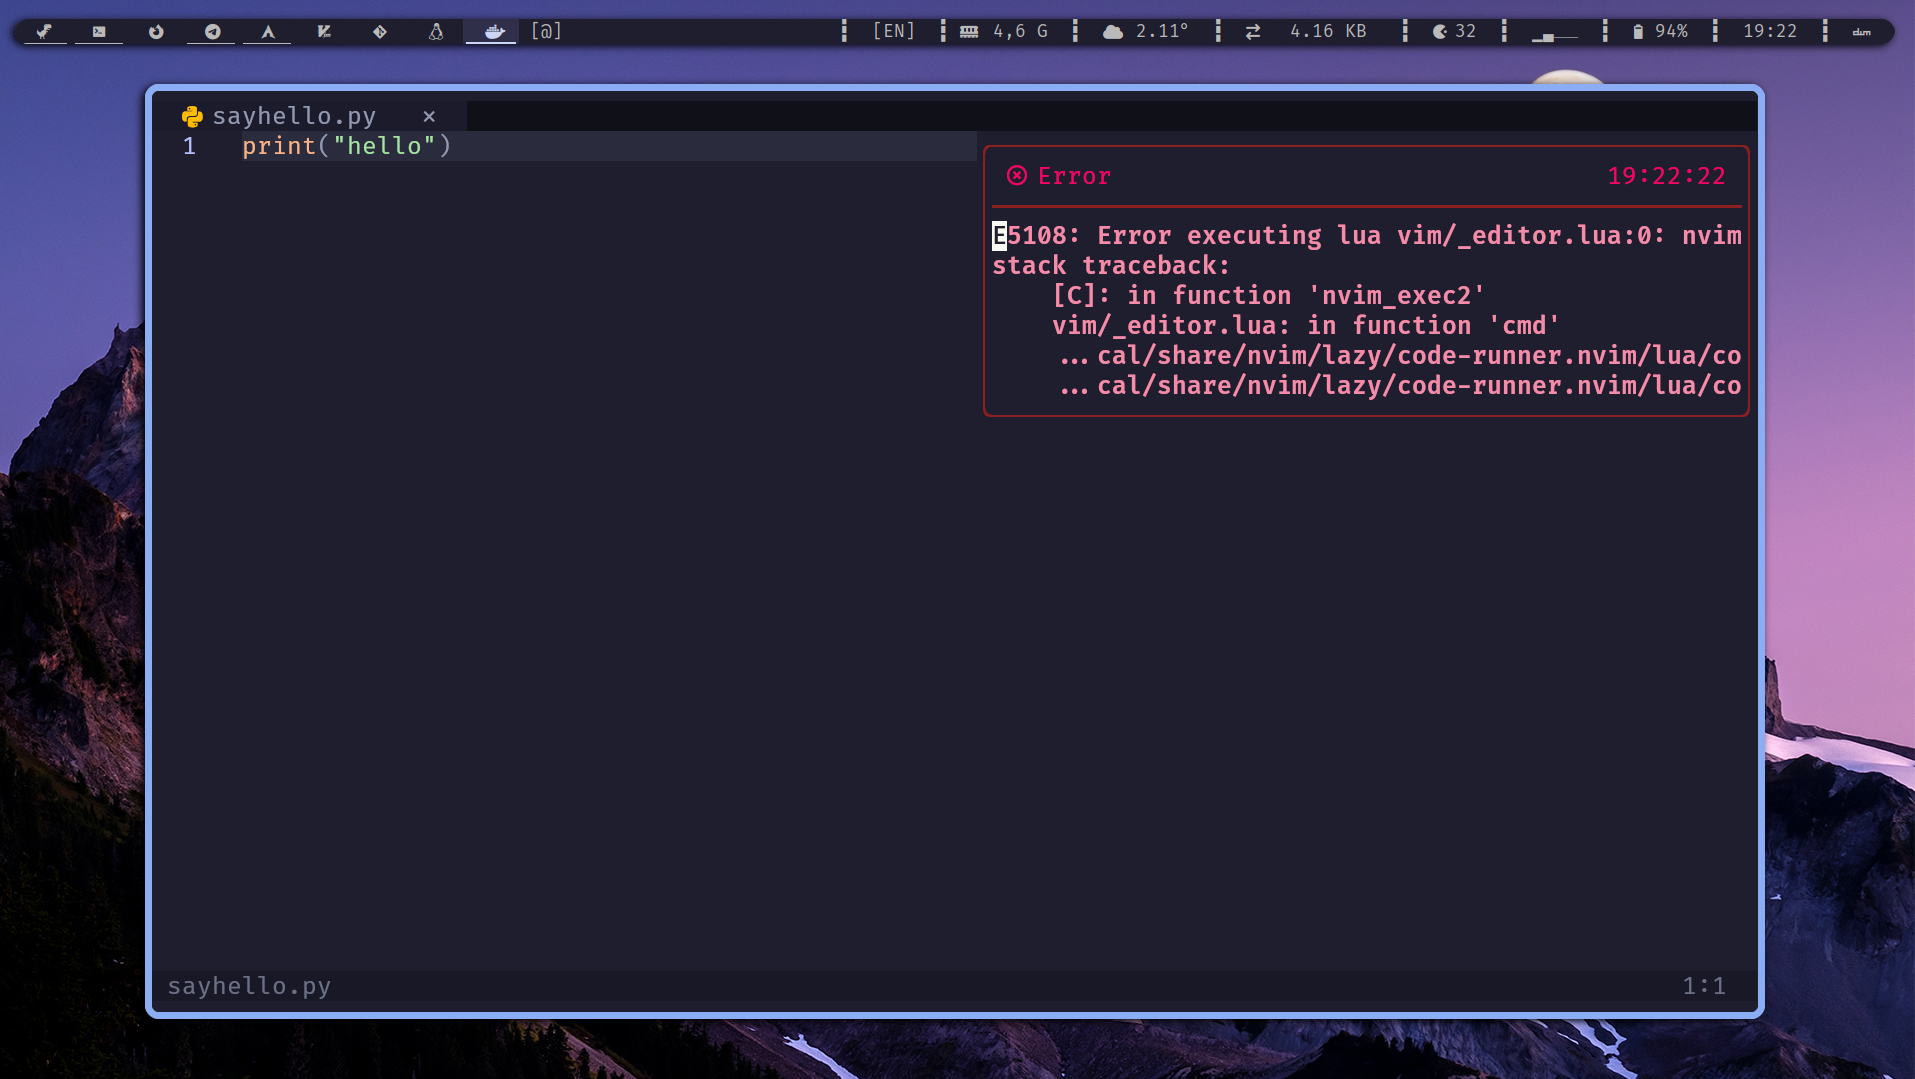 [@] [EN] 4,6 G 2.11° 4.16 KB 32 94% 19:22 dwm
sayhello.py ×
1 print("hello")
Error 19:22:22
E5108: Error executing lua vim/_editor.lua:0: nvim
stack traceback:
[C]: in function 'nvim_exec2'
vim/_editor.lua: in function 'cmd'
...cal/share/nvim/lazy/code-runner.nvim/lua/co
...cal/share/nvim/lazy/code-runner.nvim/lua/co
sayhello.py 1:1